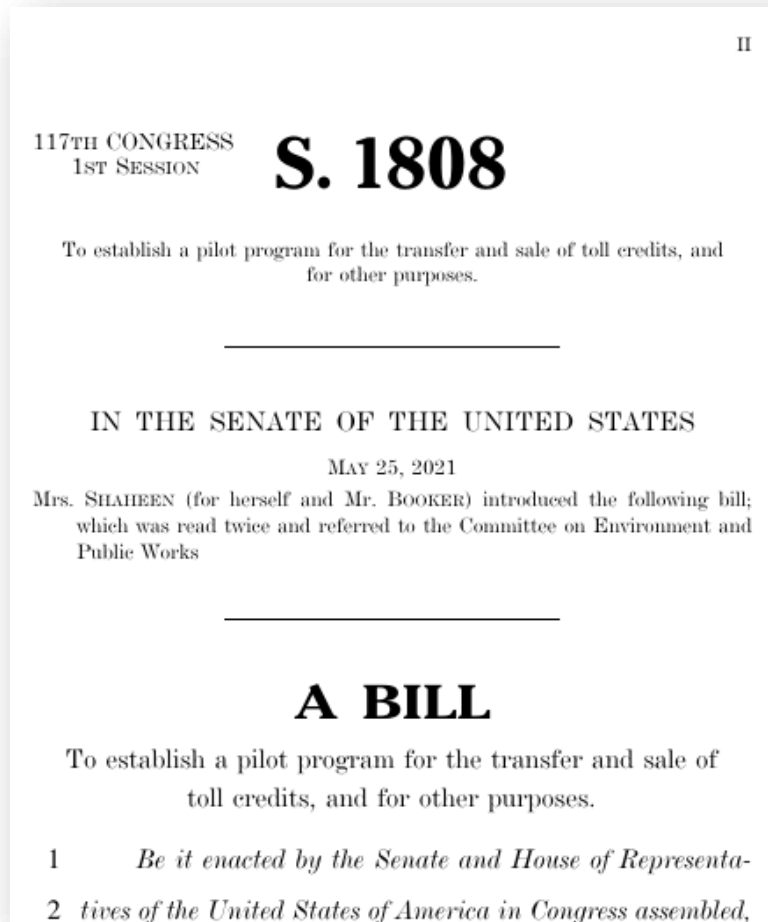 II
117TH CONGRESS
1ST SESSION
S. 1808
To establish a pilot program for the transfer and sale of toll credits, and
for other purposes.
IN THE SENATE OF THE UNITED STATES
MAY 25, 2021
Mrs. SHAHEEN (for herself and Mr. BOOKER) introduced the following bill;
which was read twice and referred to the Committee on Environment and
Public Works
A BILL
To establish a pilot program for the transfer and sale of
toll credits, and for other purposes.
1 Be it enacted by the Senate and House of Representa-
2 tives of the United States of America in Congress assembled,